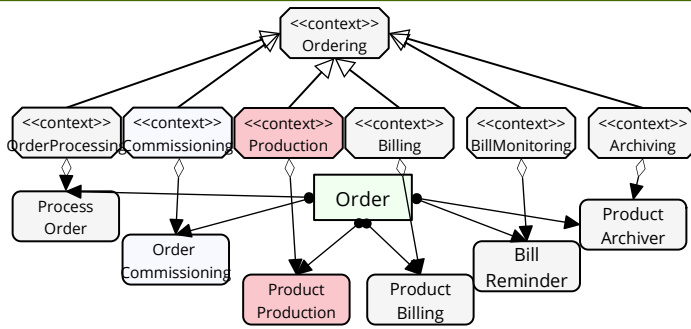 <<context>>
Ordering
<<context>>
OrderProcessing
<<context>>
Commissioning
<<context>>
Production
<<context>>
Billing
<<context>>
BillMonitoring
<<context>>
Archiving
Order
Process
Order
Product
Archiver
Order
Commissioning
Bill
Reminder
Product
Production
Product
Billing